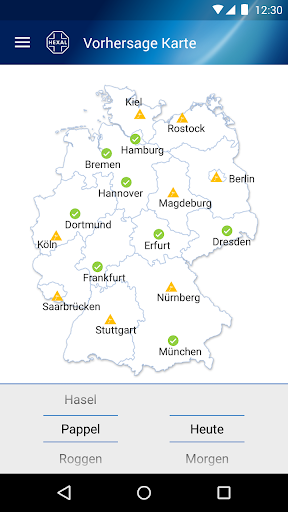 12:30
HEXAL
Vorhersage Karte
Kiel
Rostock
Hamburg
Bremen
Berlin
Hannover
Magdeburg
Dortmund
Köln
Erfurt
Dresden
Frankfurt
Saarbrücken
Nürnberg
Stuttgart
München
Hasel
Pappel Heute
Roggen Morgen